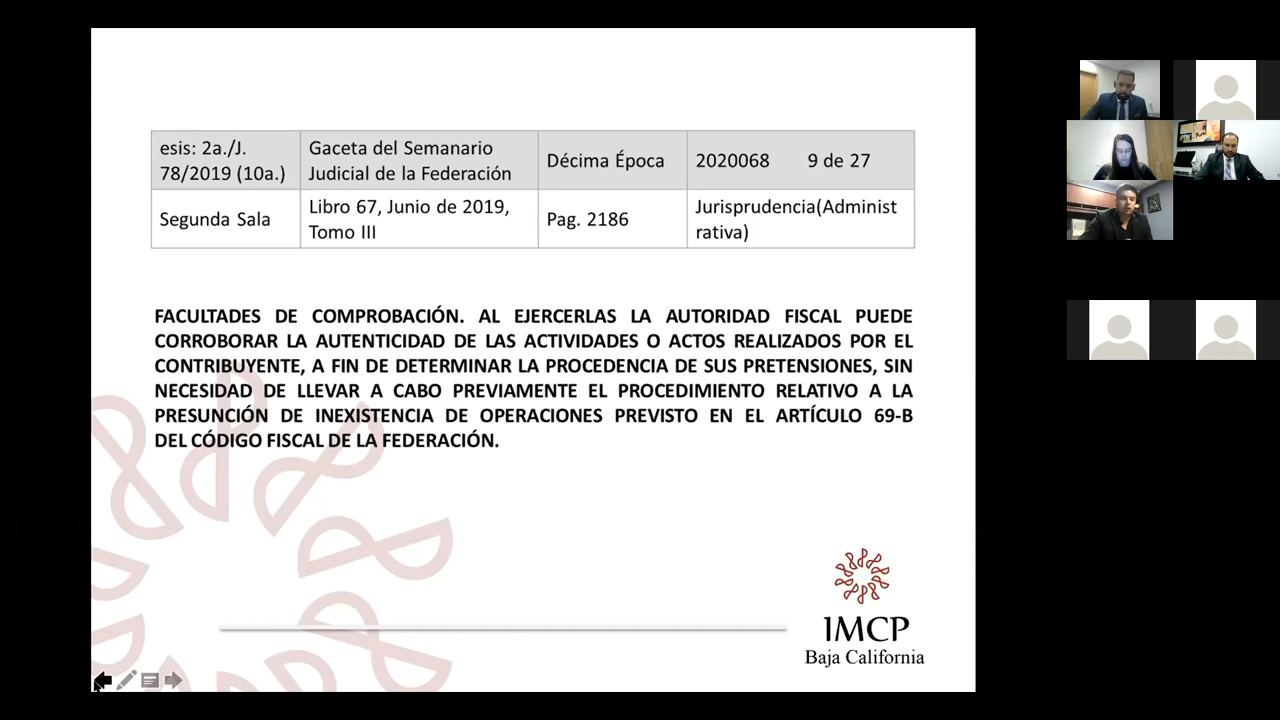 esis: 2a./J.
78/2019 (10a.)
Gaceta del Semanario
Judicial de la Federación
Décima Época
2020068 9 de 27
Segunda Sala
Libro 67, Junio de 2019,
Tomo III
Pag. 2186
Jurisprudencia(Administ
rativa)
FACULTADES DE COMPROBACIÓN. AL EJERCERLAS LA AUTORIDAD FISCAL PUEDE
CORROBORAR LA AUTENTICIDAD DE LAS ACTIVIDADES O ACTOS REALIZADOS POR EL
CONTRIBUYENTE, A FIN DE DETERMINAR LA PROCEDENCIA DE SUS PRETENSIONES, SIN
NECESIDAD DE LLEVAR A CABO PREVIAMENTE EL PROCEDIMIENTO RELATIVO A LA
PRESUNCIÓN DE INEXISTENCIA DE OPERACIONES PREVISTO EN EL ARTÍCULO 69-B
DEL CÓDIGO FISCAL DE LA FEDERACIÓN.
IMCP
Baja California